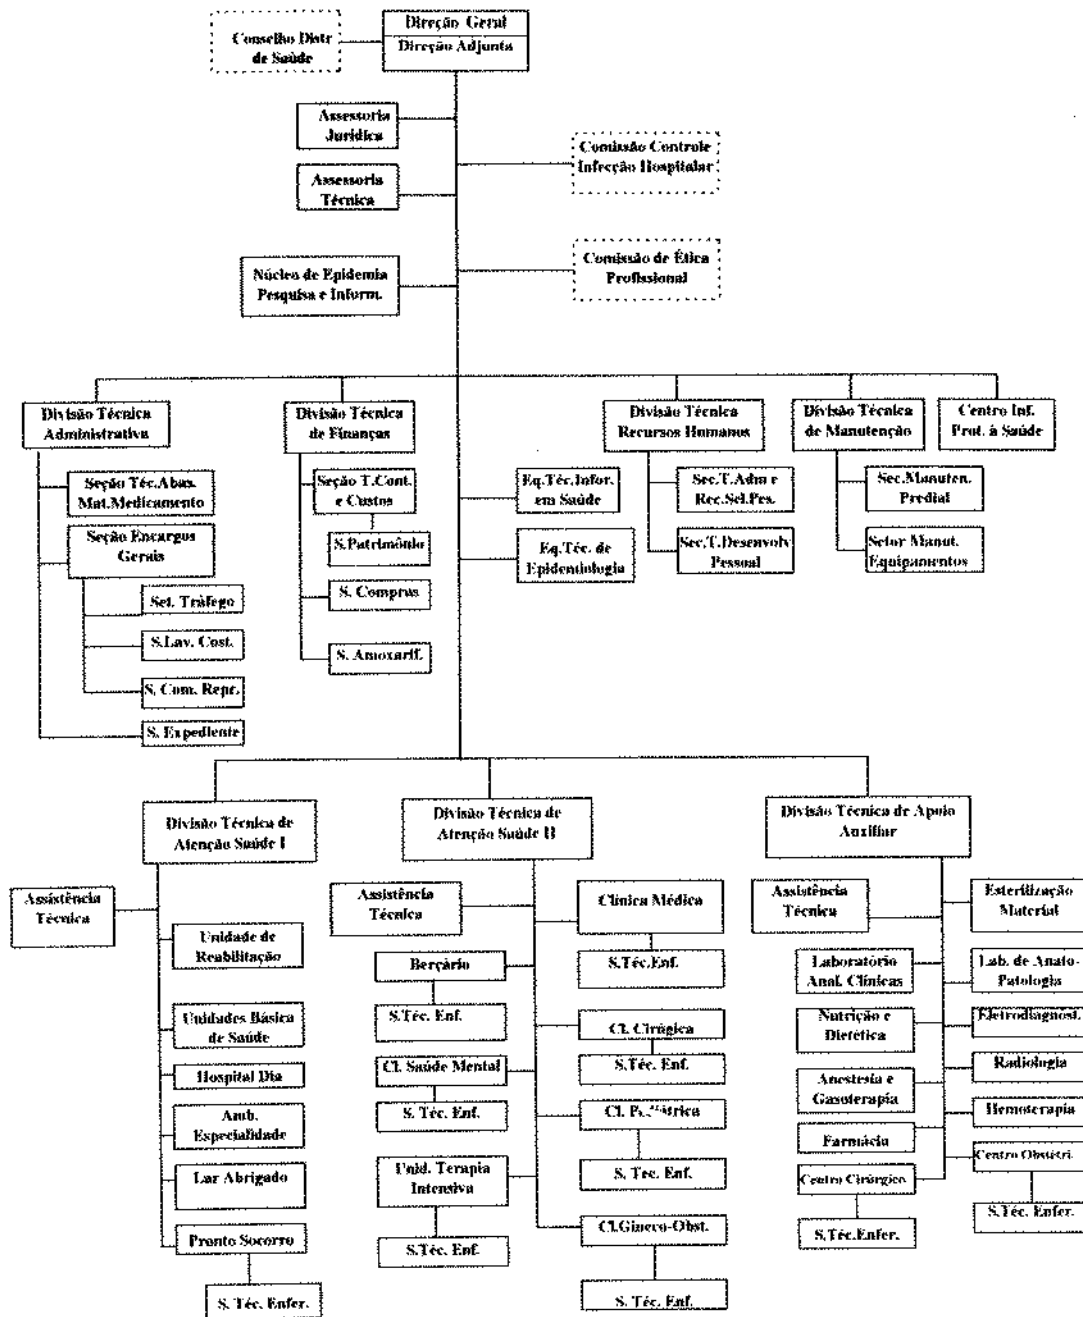 Direção Geral
Direção Adjunta
Conselho Distr
de Saúde
Assessoria
Jurídica
Comissão Controle
Infecção Hospitalar
Assessoria
Técnica
Comissão de Ética
Profissional
Núcleo de Epidemia
Pesquisa e Inform.
Divisão Técnica
Administrativa
Divisão Técnica
de Finanças
Divisão Técnica
Recursos Humanos
Divisão Técnica
de Manutenção
Centro Inf.
Prot. à Saúde
Seção Téc.Abas.
Mat.Medicamento
Seção Encargos
Gerais
Set. Tráfego
S.Lav. Cost.
S. Com. Repr.
S. Expediente
Seção T.Cont.
e Custos
S.Patrimônio
S. Compras
S. Amoxarif.
Eq.Téc.Infor.
em Saúde
Eq.Téc. de
Epidentiologia
Sec.T.Adm e
Rec.Sel.Pes.
Sec.T.Desenvolv
Pessoal
Sec.Manuten.
Predial
Setor Manut.
Equipamentos
Divisão Técnica de
Atenção Saúde I
Assistência
Técnica
Unidade de
Reabilitação
Unidades Básica
de Saúde
Hospital Dia
Amb.
Especialidade
Lar Abrigado
Pronto Socorro
S. Téc. Enfer.
Divisão Técnica de
Atenção Saúde II
Assistência
Técnica
Clínica Médica
S.Téc.Enf.
Berçário
S.Téc. Enf.
Cl. Cirúgica
S.Téc. Enf.
Cl. Saúde Mental
S. Téc. Enf.
Cl.
S. Tec. Enf.
Unid. Terapia
Intensiva
S.Téc. Enf.
Cl.Gineco-Obst.
S. Téc. Enf.
Divisão Técnica de Apoio
Auxiliar
Assistência
Técnica
Esterilização
Material
Laboratório
Anal. Clínicas
Lab. de Anato-
Patologia
Nutrição e
Dietética
Eletrodiagnost.
Anestesia e
Gasoterapia
Radiologia
Hemoterapia
Farmácia
Centro Obstétri.
Centro Cirúrgico
S.Téc. Enfer.
S.Téc.Enfer.